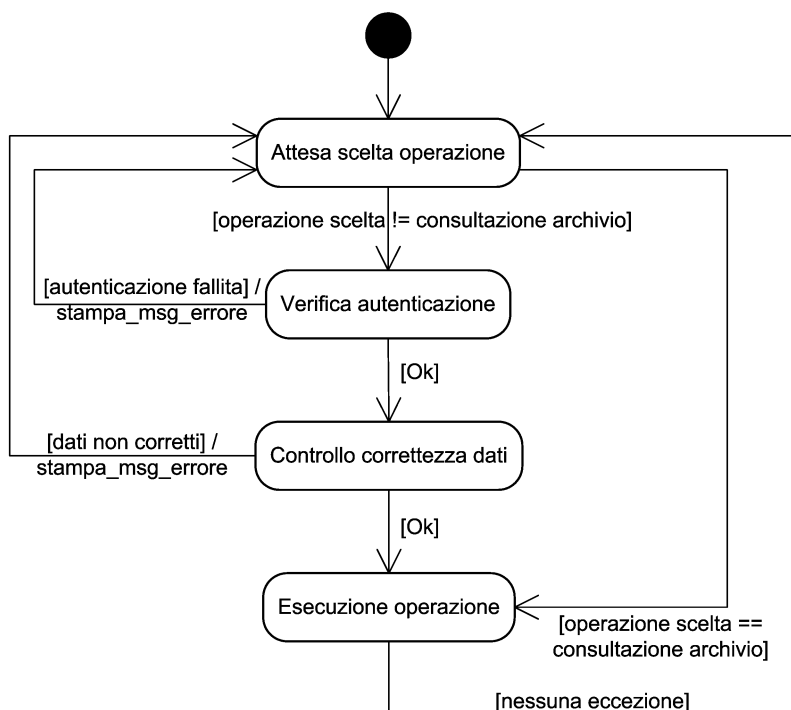 Attesa scelta operazione
[operazione scelta != consultazione archivio]
[autenticazione fallita] /
stampa_msg_errore
Verifica autenticazione
[Ok]
[dati non corretti] /
stampa_msg_errore
Controllo correttezza dati
[Ok]
Esecuzione operazione
[operazione scelta ==
consultazione archivio]
[nessuna eccezione]